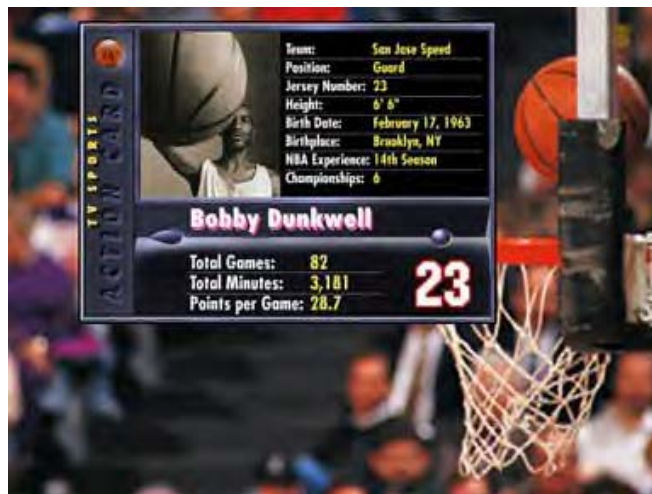 TV SPORTS
ACTION CARD
Team: San Jose Speed
Position: Guard
Jersey Number: 23
Height: 6' 6"
Birth Date: February 17, 1963
Birthplace: Brooklyn, NY
NBA Experience: 14th Season
Championships: 6
Bobby Dunkwell
Total Games: 82
Total Minutes: 3,181
Points per Game: 28.7
23